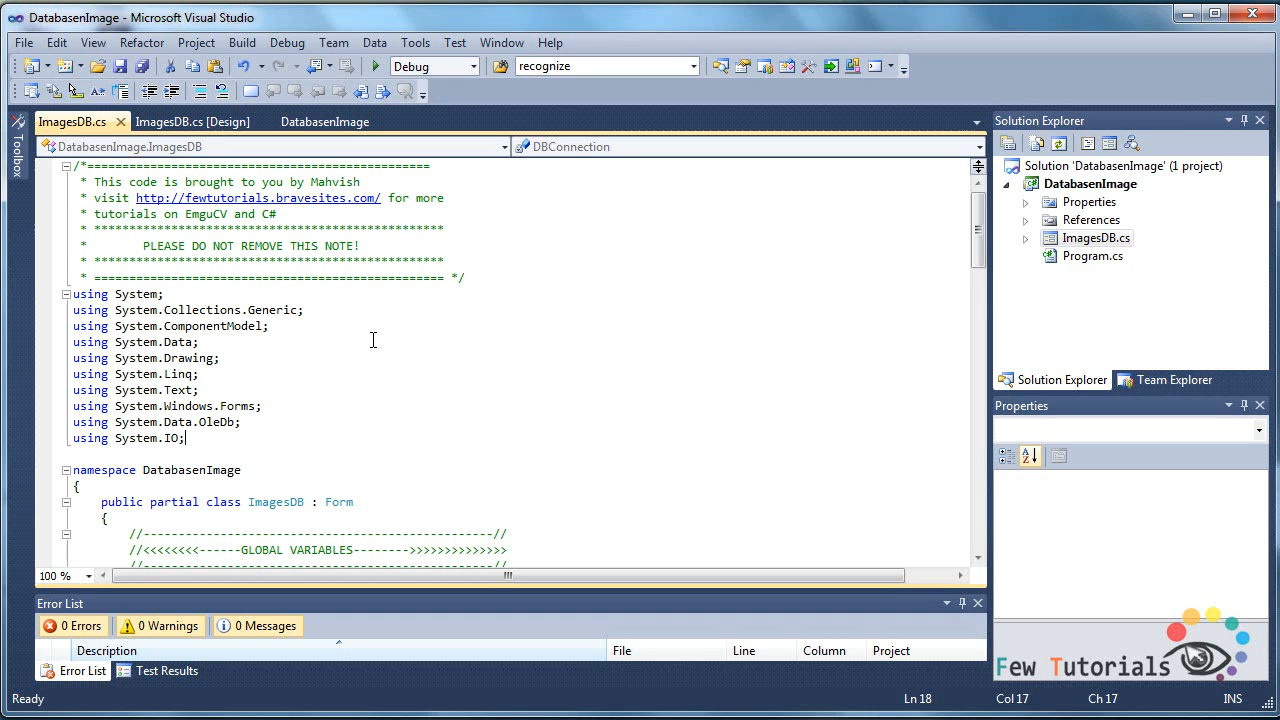 DatabasenImage - Microsoft Visual Studio
File Edit View Refactor Project Build Debug Team Data Tools Test Window Help
Debug recognize
ImagesDB.cs ImagesDB.cs [Design] DatabasenImage
DatabasenImage.ImagesDB DBConnection
Toolbox
/*=================================================
* This code is brought to you by Mahvish
* visit http://fewtutorials.bravesites.com/ for more
* tutorials on EmguCV and C#
* **************************************************
* PLEASE DO NOT REMOVE THIS NOTE!
* **************************************************
* ================================================== */
using System;
using System.Collections.Generic;
using System.ComponentModel;
using System.Data;
using System.Drawing;
using System.Linq;
using System.Text;
using System.Windows.Forms;
using System.Data.OleDb;
using System.IO;
namespace DatabasenImage
{
public partial class ImagesDB : Form
{
//--------------------------------------------------//
//<<<<<<<<------GLOBAL VARIABLES-------->>>>>>>>>>>>>>
//--------------------------------------------------//
100 %
Solution Explorer
Solution 'DatabasenImage' (1 project)
DatabasenImage
Properties
References
ImagesDB.cs
Program.cs
Solution Explorer Team Explorer
Properties
Error List
0 Errors 0 Warnings 0 Messages
Description File Line Column Project
Error List Test Results
Few Tutorials
Ready Ln 18 Col 17 Ch 17 INS